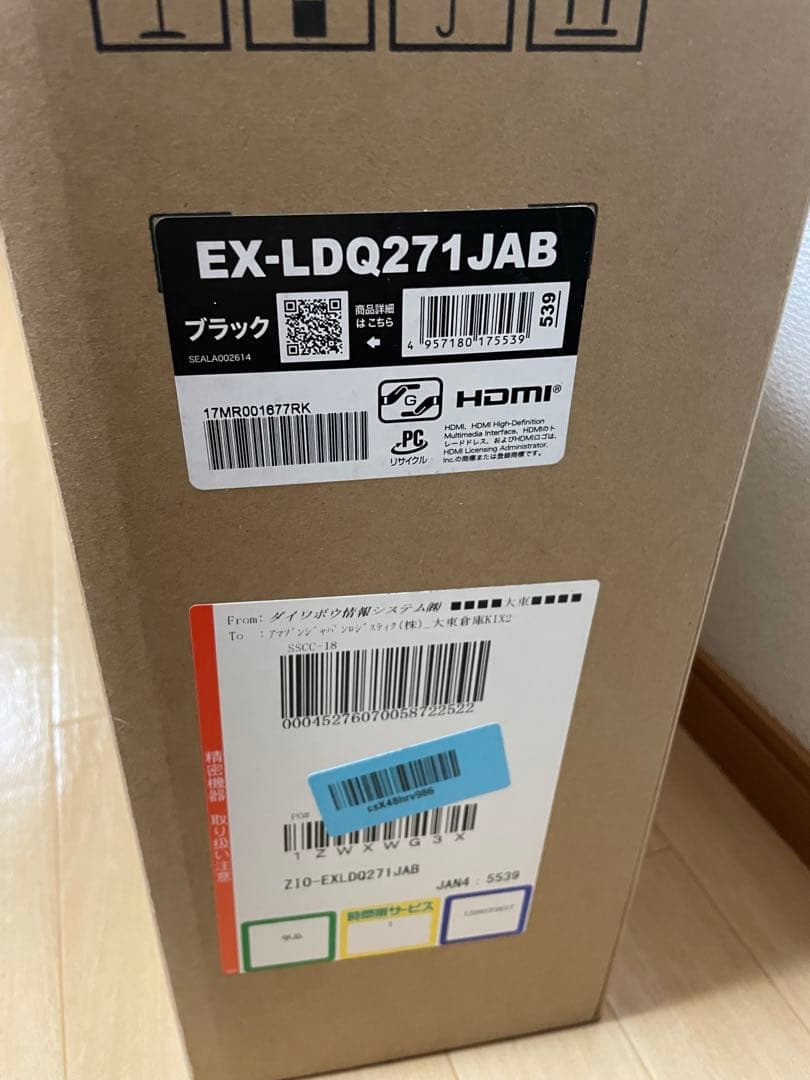 EX-LDQ271JAB
ブラック
SEALA002614
商品詳細
はこちら
4 957180 175539
539
17MR001677RK
G
HDMI®
PC
リサイクル
HDMI、HDMI High-Definition
Multimedia Interface、HDMIのト
レードドレス、およびHDMIロゴは、
HDMI Licensing Administrator,
Inc.の商標または登録商標です。
From: ダイワボウ情報システム㈱ ■■■■大東■■■■
To : アマゾンジャパンロジスティク(株)_大東倉庫KIX2
SSCC-18
00045276070058722522
csX48hrv986
PO#
1ZWXWG3X
ZIO-EXLDQ271JAB
JAN4 : 5539
精密機器 取り扱い注意
単品
時間指サービス